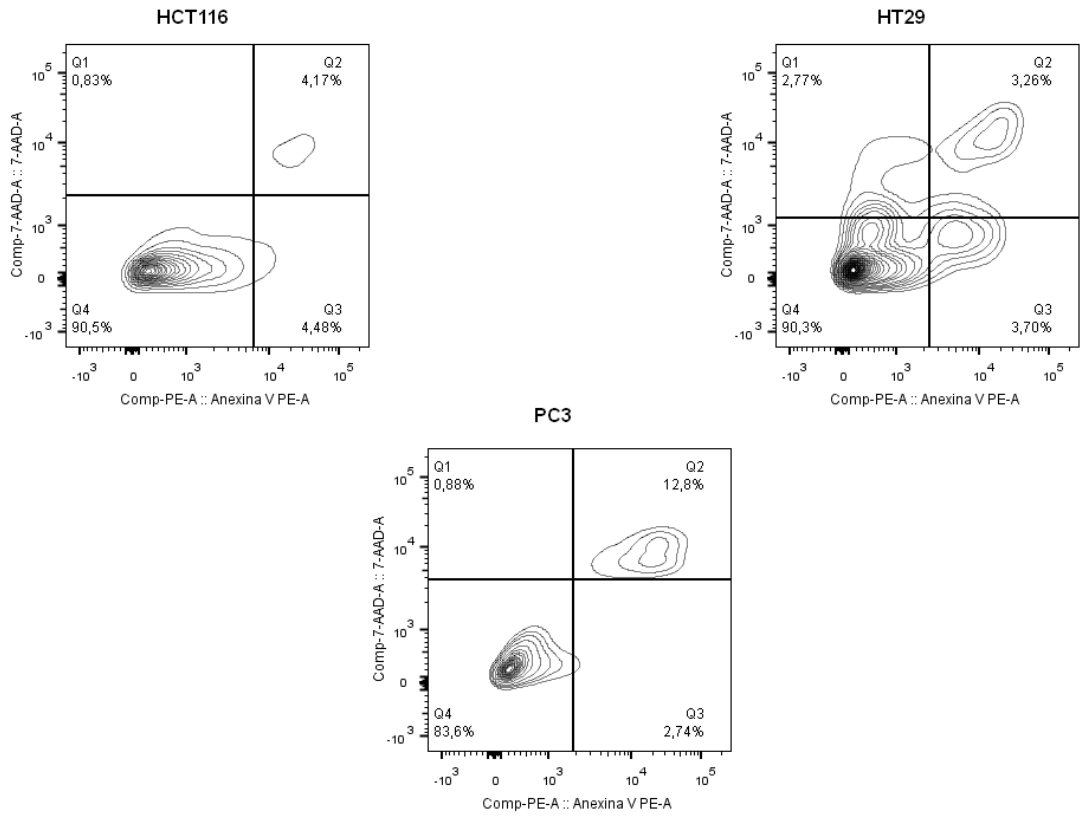 HCT116
Q1
0,83%
Q2
4,17%
Q4
90,5%
Q3
4,48%
10^5
10^4
10^3
0
-10^3
Comp-7-AAD-A :: 7-AAD-A
-10^3 0 10^3 10^4 10^5
Comp-PE-A :: Anexina V PE-A
HT29
Q1
2,77%
Q2
3,26%
Q4
90,3%
Q3
3,70%
10^5
10^4
10^3
0
-10^3
Comp-7-AAD-A :: 7-AAD-A
-10^3 0 10^3 10^4 10^5
Comp-PE-A :: Anexina V PE-A
PC3
Q1
0,88%
Q2
12,8%
Q4
83,6%
Q3
2,74%
10^5
10^4
10^3
0
-10^3
Comp-7-AAD-A :: 7-AAD-A
-10^3 0 10^3 10^4 10^5
Comp-PE-A :: Anexina V PE-A